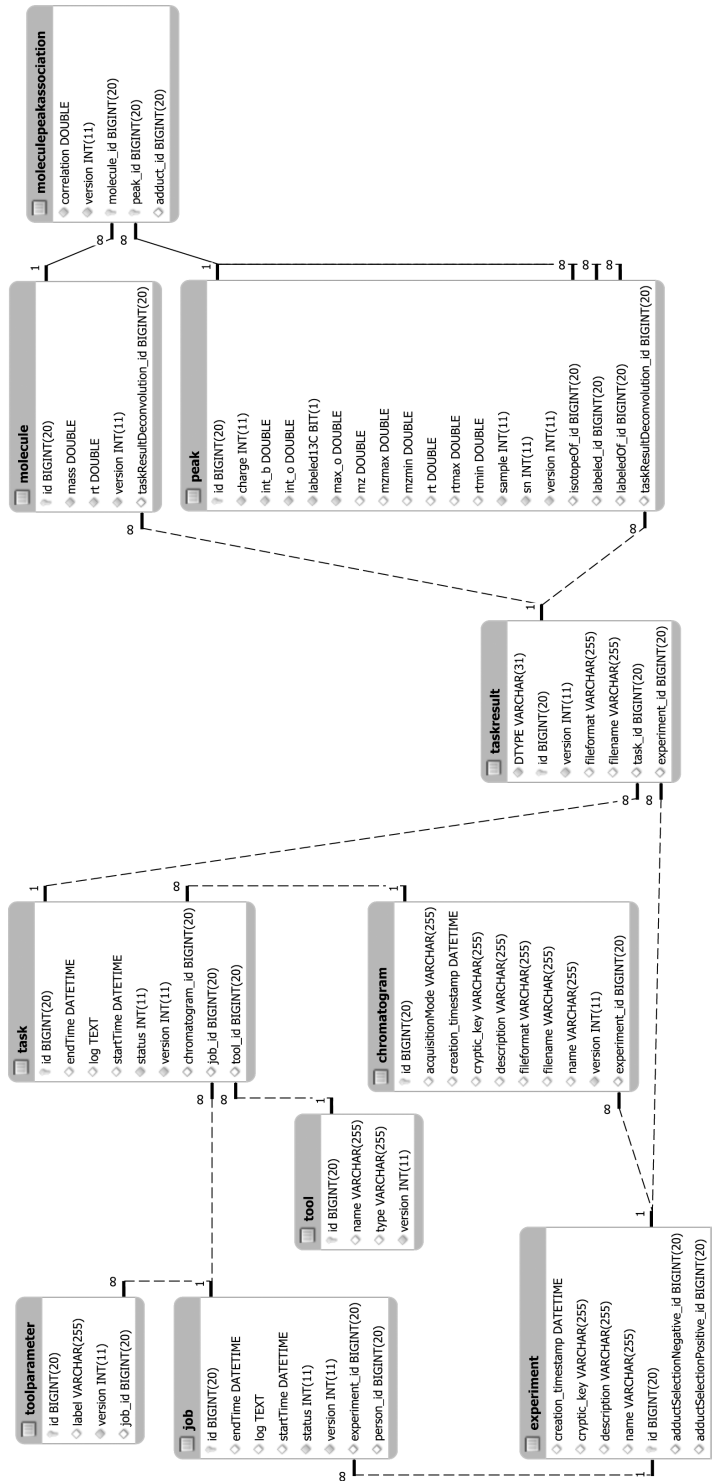 toolparameter
id BIGINT(20)
label VARCHAR(255)
version INT(11)
job_id BIGINT(20)
∞
1
job
id BIGINT(20)
endTime DATETIME
log TEXT
startTime DATETIME
status INT(11)
version INT(11)
experiment_id BIGINT(20)
person_id BIGINT(20)
∞
1
experiment
creation_timestamp DATETIME
cryptic_key VARCHAR(255)
description VARCHAR(255)
name VARCHAR(255)
id BIGINT(20)
adductSelectionNegative_id BIGINT(20)
adductSelectionPositive_id BIGINT(20)
1
tool
id BIGINT(20)
name VARCHAR(255)
type VARCHAR(255)
version INT(11)
1
task
id BIGINT(20)
endTime DATETIME
log TEXT
startTime DATETIME
status INT(11)
version INT(11)
chromatogram_id BIGINT(20)
job_id BIGINT(20)
tool_id BIGINT(20)
∞
∞
1
∞
chromatogram
id BIGINT(20)
acquisitionMode VARCHAR(255)
creation_timestamp DATETIME
cryptic_key VARCHAR(255)
description VARCHAR(255)
fileformat VARCHAR(255)
filename VARCHAR(255)
name VARCHAR(255)
version INT(11)
experiment_id BIGINT(20)
1
∞
taskresult
DTYPE VARCHAR(31)
id BIGINT(20)
version INT(11)
fileformat VARCHAR(255)
filename VARCHAR(255)
task_id BIGINT(20)
experiment_id BIGINT(20)
∞
∞
1
molecule
id BIGINT(20)
mass DOUBLE
rt DOUBLE
version INT(11)
taskResultDeconvolution_id BIGINT(20)
∞
1
peak
id BIGINT(20)
charge INT(11)
int_b DOUBLE
int_o DOUBLE
labeled13C BIT(1)
max_o DOUBLE
mz DOUBLE
mzmax DOUBLE
mzmin DOUBLE
rt DOUBLE
rtmax DOUBLE
rtmin DOUBLE
sample INT(11)
sn INT(11)
version INT(11)
isotopeOf_id BIGINT(20)
labeled_id BIGINT(20)
labeledOf_id BIGINT(20)
taskResultDeconvolution_id BIGINT(20)
∞
1
∞
∞
∞
moleculepeakassociation
correlation DOUBLE
version INT(11)
molecule_id BIGINT(20)
peak_id BIGINT(20)
adduct_id BIGINT(20)
∞
∞